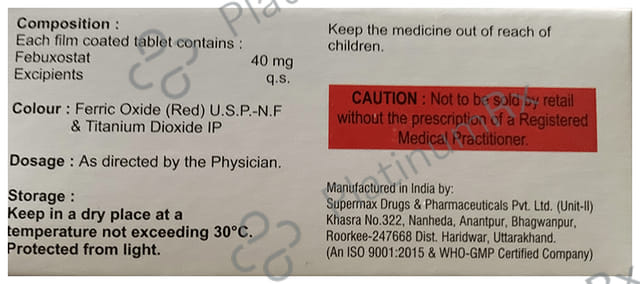 Composition :
Each film coated tablet contains :
Febuxostat 40 mg
Excipients q.s.
Colour : Ferric Oxide (Red) U.S.P.-N.F
& Titanium Dioxide IP
Dosage : As directed by the Physician.
Storage :
Keep in a dry place at a
temperature not exceeding 30°C.
Protected from light.
Keep the medicine out of reach of
children.
CAUTION : Not to be sold by retail
without the prescription of a Registered
Medical Practitioner.
Manufactured in India by:
Supermax Drugs & Pharmaceuticals Pvt. Ltd. (Unit-II)
Khasra No.322, Nanheda, Anantpur, Bhagwanpur,
Roorkee-247668 Dist. Haridwar, Uttarakhand.
(An ISO 9001:2015 & WHO-GMP Certified Company)
PlatinumRx